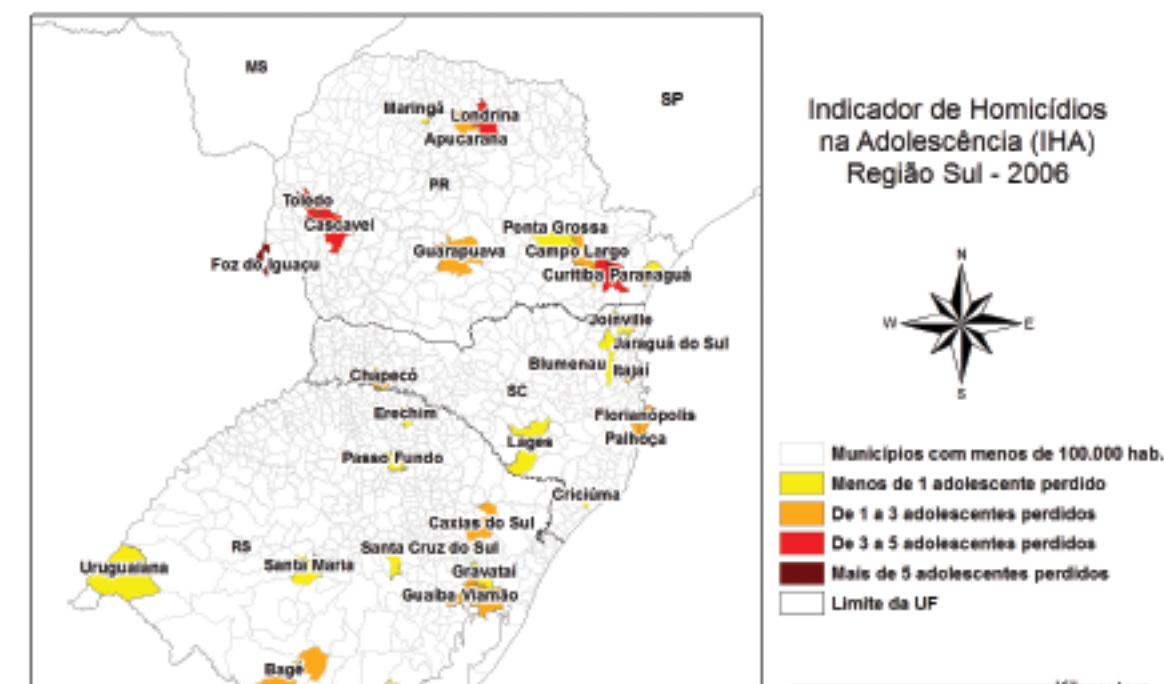 MS
SP
Maringá
Londrina
Apucarana
PR
Toledo
Cascavel
Foz do Iguaçu
Guarapuava
Ponta Grossa
Campo Largo
Curitiba
Paranaguá
Joinville
Jaraguá do Sul
Blumenau
Itajaí
Chapecó
SC
Erechim
Florianópolis
Lages
Palhoça
Passo Fundo
Criciúma
Caxias do Sul
RS
Santa Cruz do Sul
Uruguaiana
Santa Maria
Gravataí
Guaíba
Viamão
Bagé
Indicador de Homicídios
na Adolescência (IHA)
Região Sul - 2006
N
W
E
S
Municípios com menos de 100.000 hab.
Menos de 1 adolescente perdido
De 1 a 3 adolescentes perdidos
De 3 a 5 adolescentes perdidos
Mais de 5 adolescentes perdidos
Limite da UF